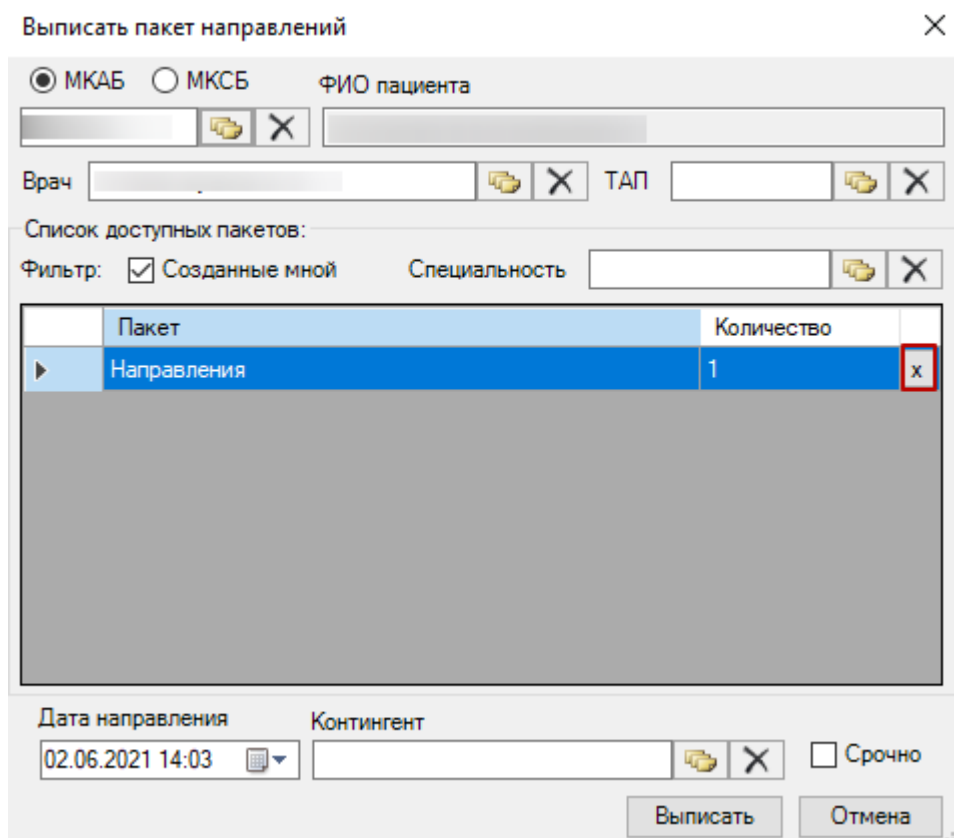 Выписать пакет направлений
МКАБ МКСБ ФИО пациента
Врач ТАП
Список доступных пакетов:
Фильтр: Созданные мной Специальность
Пакет Количество
Направления 1 x
Дата направления Контингент
02.06.2021 14:03 Срочно
Выписать Отмена